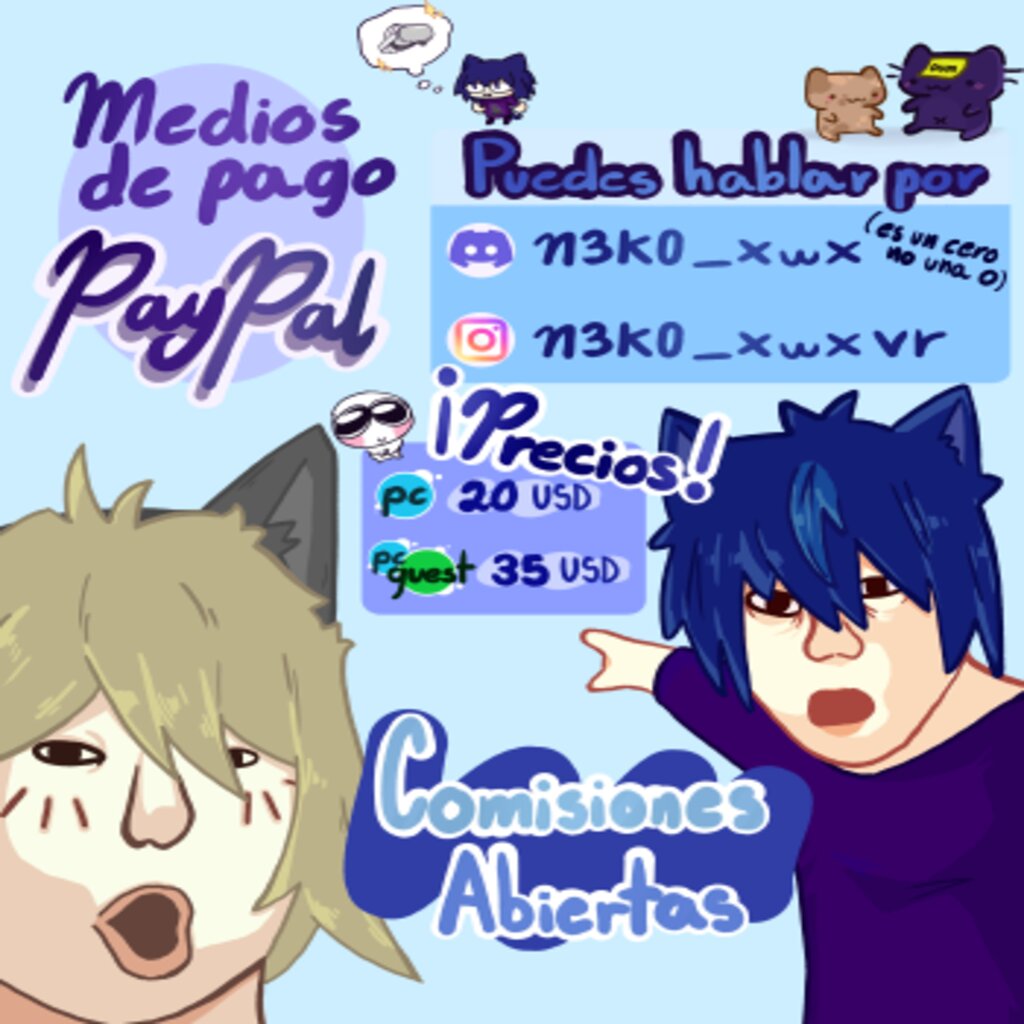 Medios
de pago
PayPal
Puedes hablar por
n3k0_xwx (es un cero
no una o)
n3k0_xwxvr
¡Precios!
pc 20 USD
pc
guest 35 USD
Comisiones
Abiertas